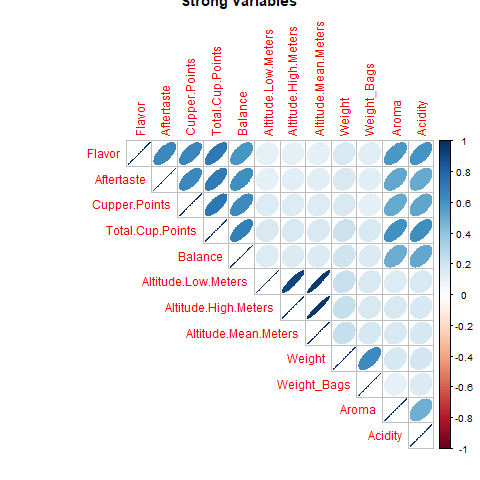 Strong Variables
Flavor
Aftertaste
Cupper.Points
Total.Cup.Points
Balance
Altitude.Low.Meters
Altitude.High.Meters
Altitude.Mean.Meters
Weight
Weight_Bags
Aroma
Acidity
Flavor
Aftertaste
Cupper.Points
Total.Cup.Points
Balance
Altitude.Low.Meters
Altitude.High.Meters
Altitude.Mean.Meters
Weight
Weight_Bags
Aroma
Acidity
1
0.8
0.6
0.4
0.2
0
-0.2
-0.4
-0.6
-0.8
-1